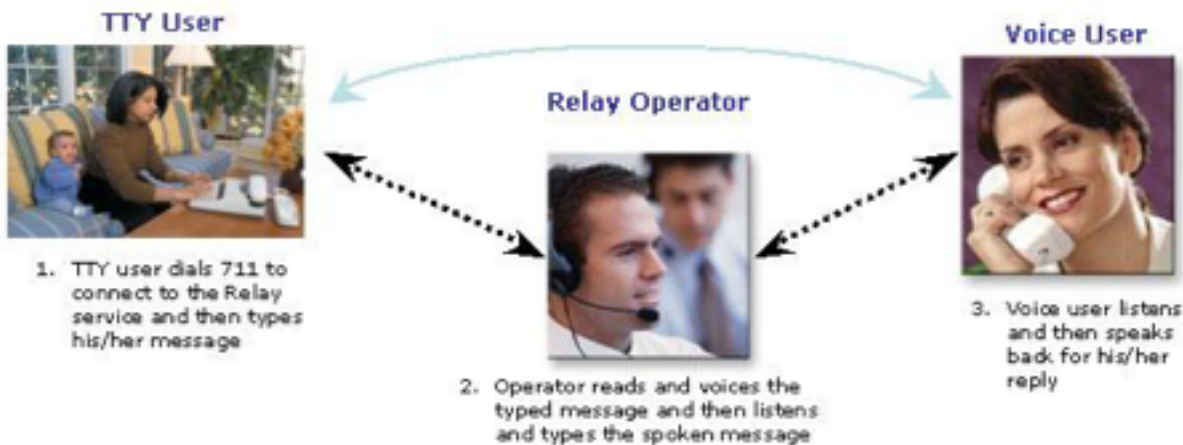 TTY User
1. TTY user dials 711 to
connect to the Relay
service and then types
his/her message
Relay Operator
2. Operator reads and voices the
typed message and then listens
and types the spoken message
Voice User
3. Voice user listens
and then speaks
back for his/her
reply